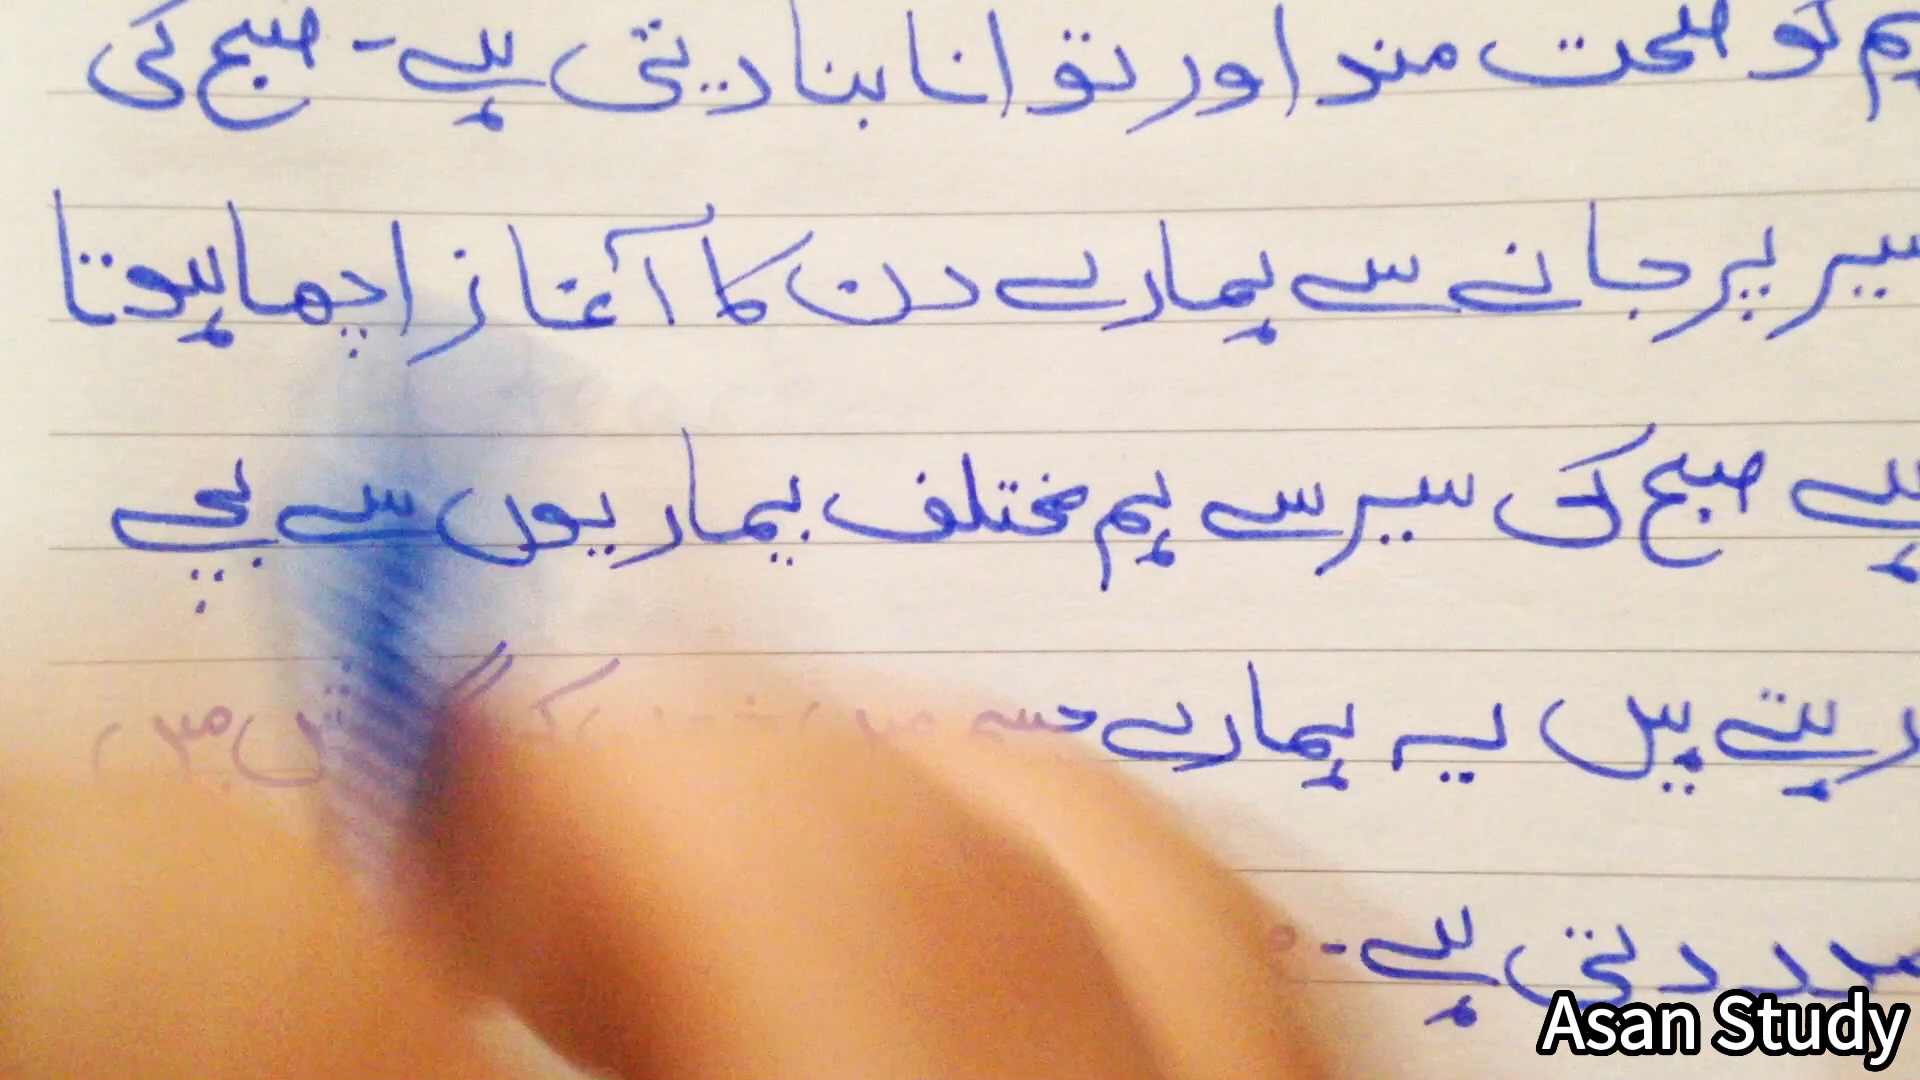 ہم کو صحت مند اور توانا بنا دیتی ہے۔ صبح کی
سیر پر جانے سے ہمارے دن کا آغاز اچھا ہوتا
ہے صبح کی سیر سے ہم مختلف بیماریوں سے بچے
رہتے ہیں یہ ہمارے جسم میں
مدد دیتی ہے۔
Asan Study